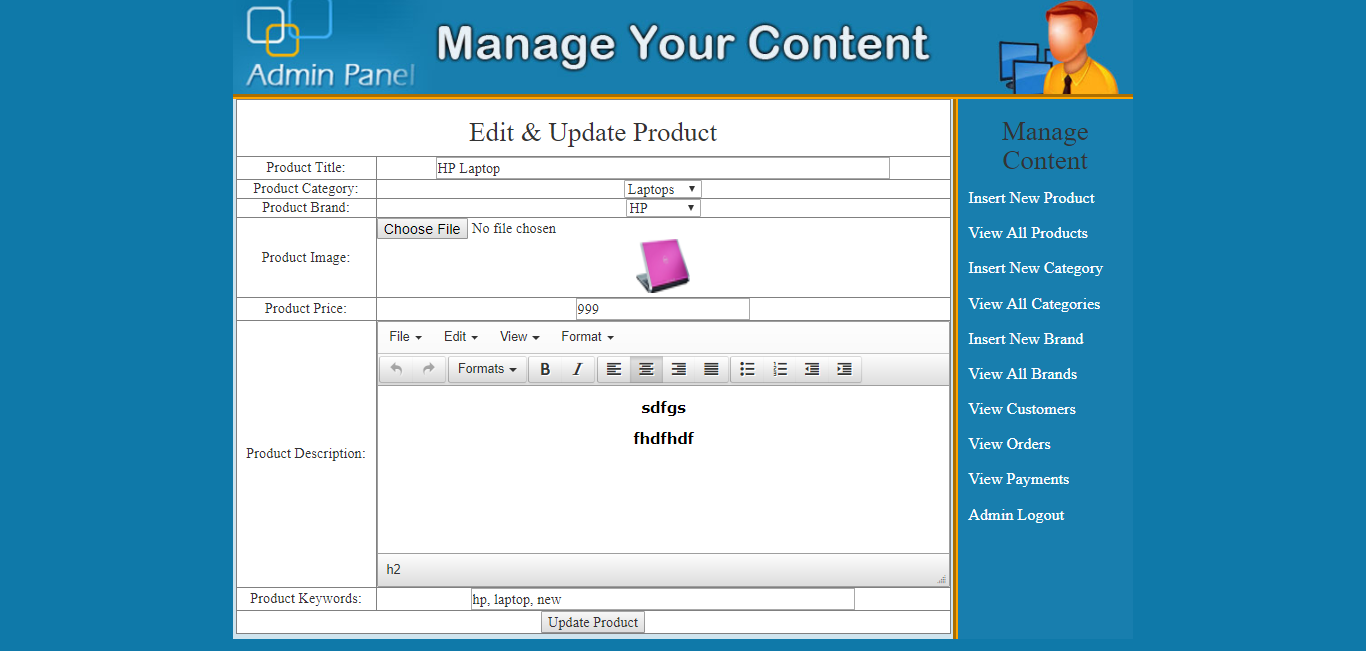 Admin Panel
Manage Your Content
Edit & Update Product
Product Title: HP Laptop
Product Category: Laptops
Product Brand: HP
Product Image: Choose File No file chosen
Product Price: 999
Product Description:
File Edit View Format
Formats B I
sdfgs
fhdfhdf
h2
Product Keywords: hp, laptop, new
Update Product
Manage
Content
Insert New Product
View All Products
Insert New Category
View All Categories
Insert New Brand
View All Brands
View Customers
View Orders
View Payments
Admin Logout